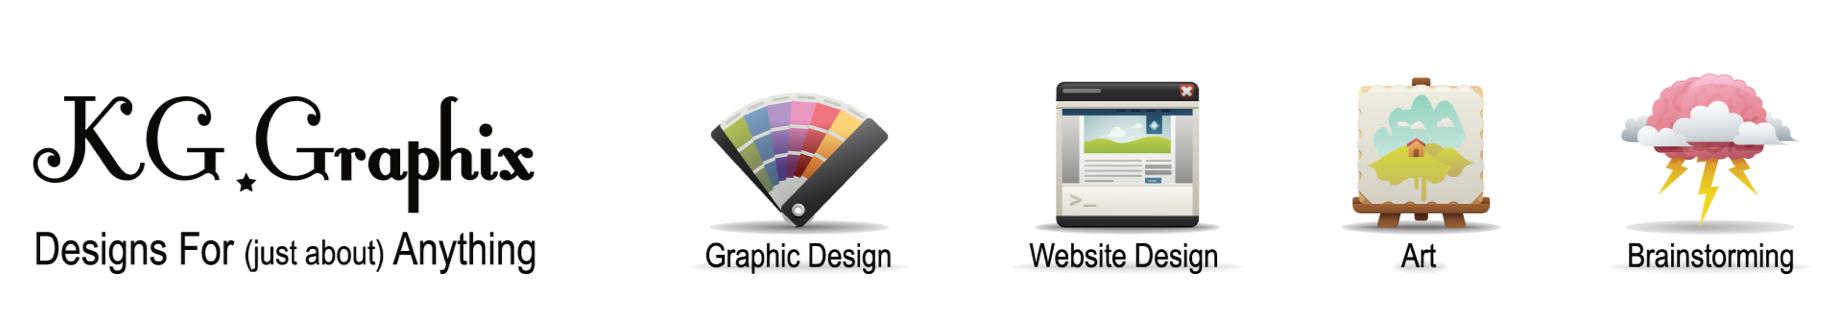 KG Graphix
Designs For (just about) Anything
Graphic Design
Website Design
>_
Art
Brainstorming